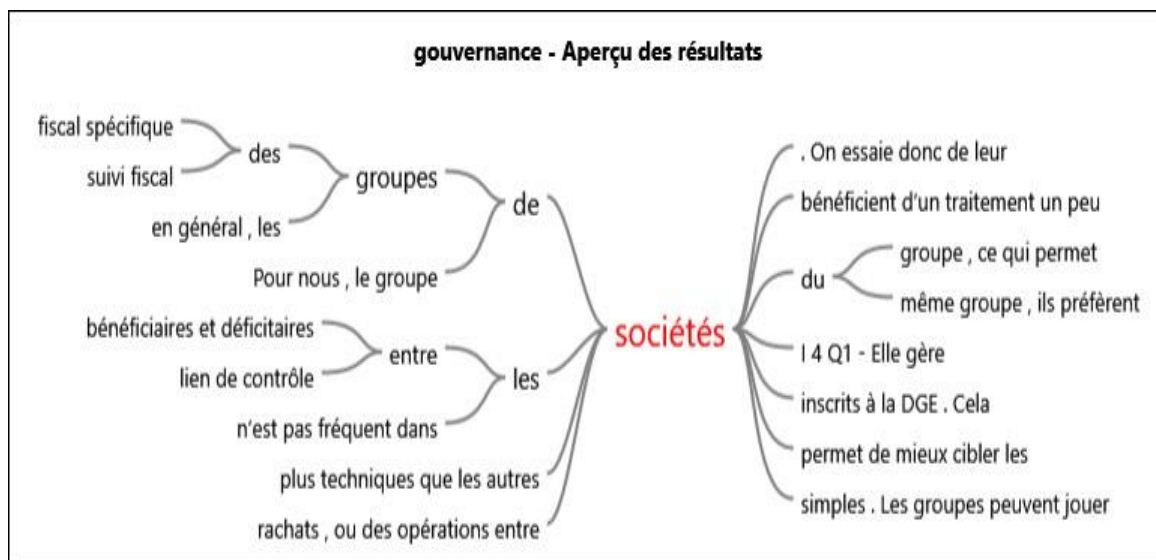 gouvernance - Aperçu des résultats
fiscal spécifique
suivi fiscal
des
en général , les
groupes
Pour nous , le groupe
de
bénéficiaires et déficitaires
lien de contrôle
entre
n'est pas fréquent dans
les
plus techniques que les autres
rachats , ou des opérations entre
sociétés
. On essaie donc de leur
bénéficient d'un traitement un peu
du
groupe , ce qui permet
même groupe , ils préfèrent
I 4 Q1 - Elle gère
inscrits à la DGE . Cela
permet de mieux cibler les
simples . Les groupes peuvent jouer